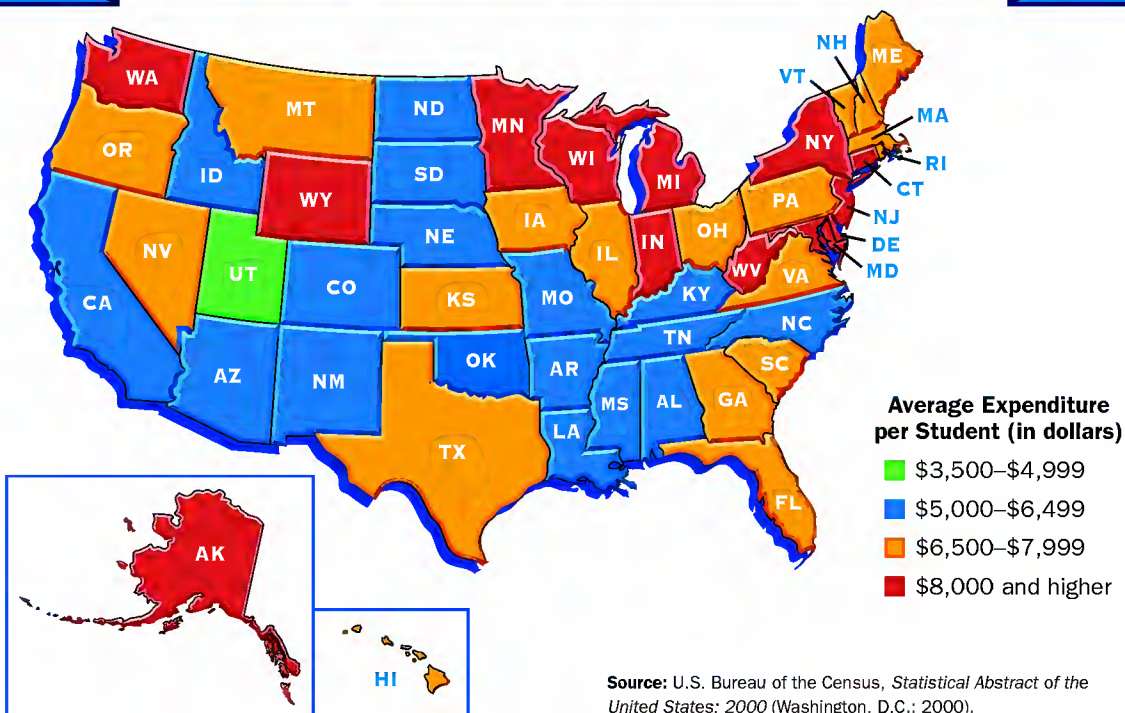 WA
MT
ND
MN
OR
ID
SD
WI
MI
NY
VT
NH
ME
MA
RI
CT
NJ
DE
MD
WY
NE
IA
PA
OH
IL
IN
WV
VA
NV
UT
CO
KS
MO
KY
CA
NC
TN
AZ
NM
OK
AR
SC
MS
AL
GA
LA
TX
FL
AK
HI
Average Expenditure
per Student (in dollars)
$3,500–$4,999
$5,000–$6,499
$6,500–$7,999
$8,000 and higher
Source: U.S. Bureau of the Census, Statistical Abstract of the
United States: 2000 (Washington, D.C.: 2000).